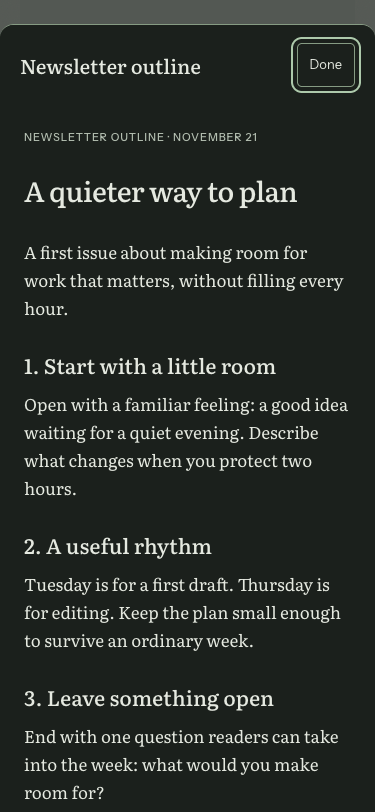 Newsletter outline
Done
NEWSLETTER OUTLINE · NOVEMBER 21
A quieter way to plan
A first issue about making room for
work that matters, without filling every
hour.
1. Start with a little room
Open with a familiar feeling: a good idea
waiting for a quiet evening. Describe
what changes when you protect two
hours.
2. A useful rhythm
Tuesday is for a first draft. Thursday is
for editing. Keep the plan small enough
to survive an ordinary week.
3. Leave something open
End with one question readers can take
into the week: what would you make
room for?